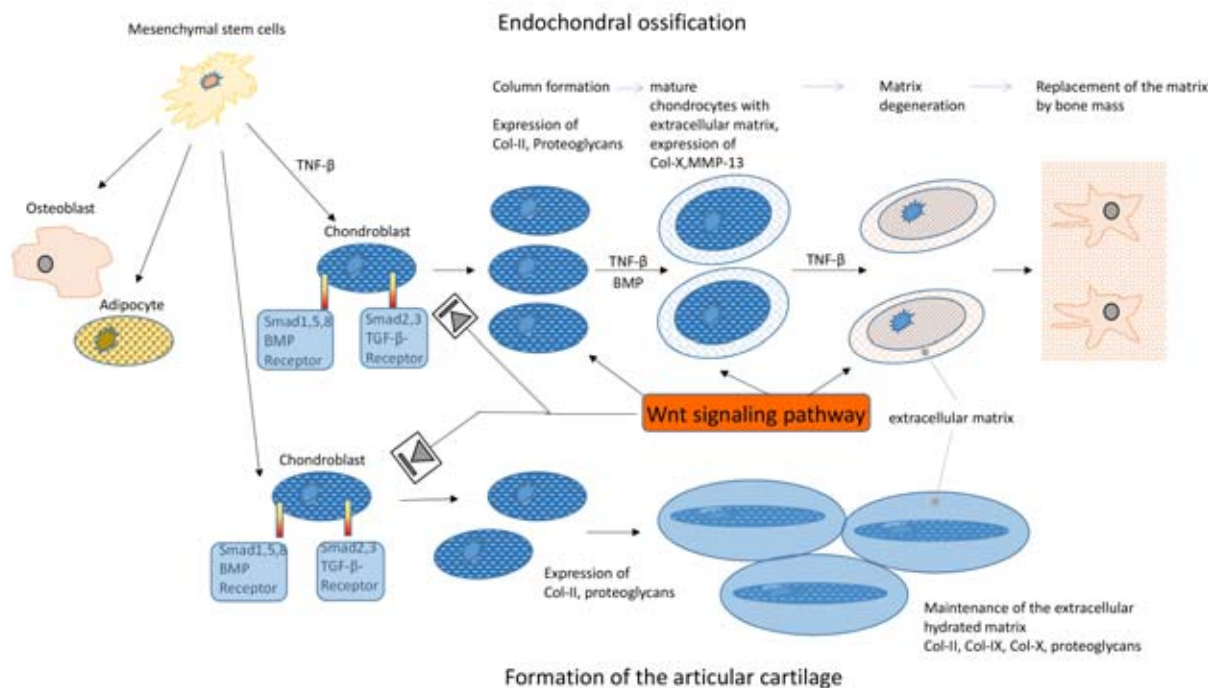 Endochondral ossification
Mesenchymal stem cells
Column formation
mature
chondrocytes with
extracellular matrix,
expression of
Col-X,MMP-13
Matrix
degeneration
Replacement of the matrix
by bone mass
Expression of
Col-II, Proteoglycans
TNF-β
Osteoblast
Chondroblast
Adipocyte
TNF-β
BMP
TNF-β
Smad1,5,8
BMP
Receptor
Smad2,3
TGF-β-
Receptor
Wnt signaling pathway
extracellular matrix
Chondroblast
Smad1,5,8
BMP
Receptor
Smad2,3
TGF-β-
Receptor
Expression of
Col-II, proteoglycans
Maintenance of the extracellular
hydrated matrix
Col-II, Col-IX, Col-X, proteoglycans
Formation of the articular cartilage